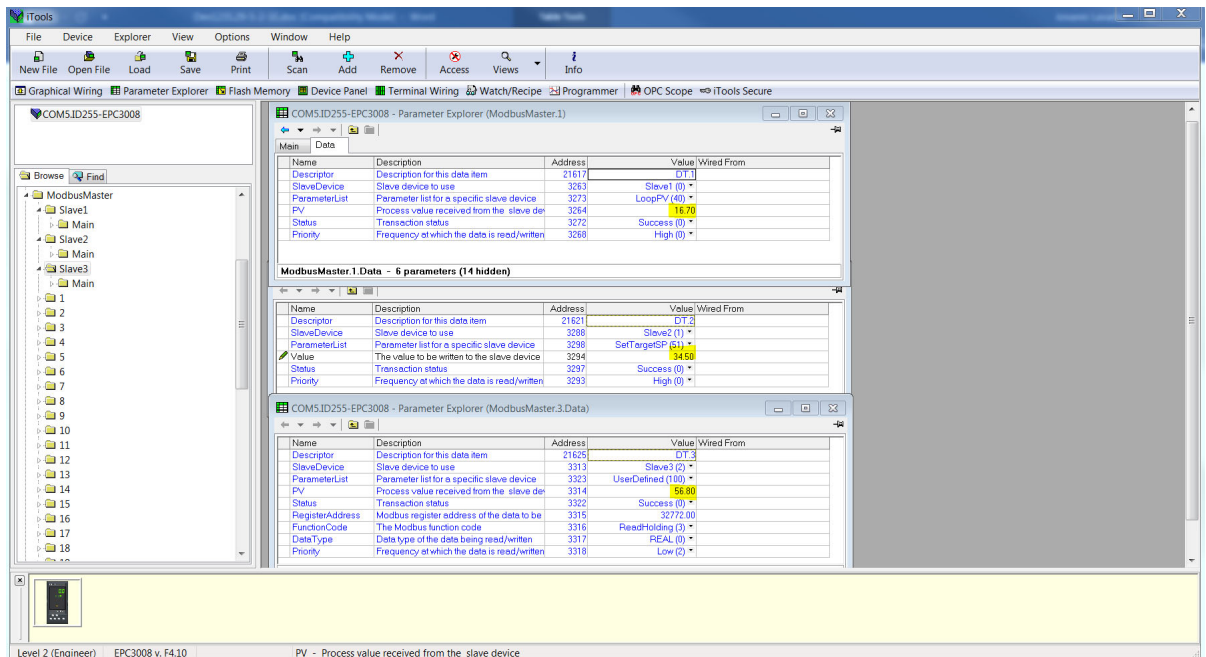 iTools
File Device Explorer View Options Window Help
New File Open File Load Save Print Scan Add Remove Access Views Info
Graphical Wiring Parameter Explorer Flash Memory Device Panel Terminal Wiring Watch/Recipe Programmer OPC Scope iTools Secure
COM5.ID255-EPC3008
Browse Find
ModbusMaster
Slave1
Main
Slave2
Main
Slave3
Main
1
2
3
4
5
6
7
8
9
10
11
12
13
14
15
16
17
18
COM5.ID255-EPC3008 - Parameter Explorer (ModbusMaster.1)
Main Data
Name Description Address Value Wired From
Descriptor Description for this data item 21617 DT.1
SlaveDevice Slave device to use 3263 Slave1 (0)
ParameterList Parameter list for a specific slave device 3273 LoopPV (40)
PV Process value received from the slave de 3264 16.70
Status Transaction status 3272 Success (0)
Priority Frequency at which the data is read/written 3268 High (0)
ModbusMaster.1.Data - 6 parameters (14 hidden)
Name Description Address Value Wired From
Descriptor Description for this data item 21621 DT.2
SlaveDevice Slave device to use 3288 Slave2 (1)
ParameterList Parameter list for a specific slave device 3298 SetTargetSP (51)
Value The value to be written to the slave device 3294 34.50
Status Transaction status 3297 Success (0)
Priority Frequency at which the data is read/written 3293 High (0)
COM5.ID255-EPC3008 - Parameter Explorer (ModbusMaster.3.Data)
Name Description Address Value Wired From
Descriptor Description for this data item 21625 DT.3
SlaveDevice Slave device to use 3313 Slave3 (2)
ParameterList Parameter list for a specific slave device 3323 UserDefined (100)
PV Process value received from the slave de 3314 56.80
Status Transaction status 3322 Success (0)
RegisterAddress Modbus register address of the data to be 3315 32772.00
FunctionCode The Modbus function code 3316 ReadHolding (3)
DataType Data type of the data being read/written 3317 REAL (0)
Priority Frequency at which the data is read/written 3318 Low (2)
Level 2 (Engineer) EPC3008 v. F4.10 PV - Process value received from the slave device